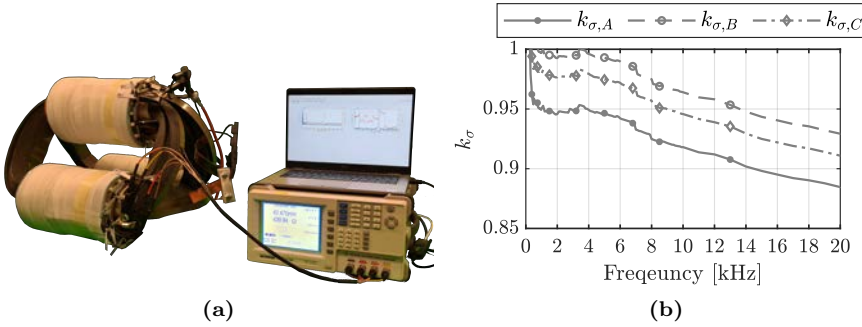 k_{σ,A} k_{σ,B} k_{σ,C}
1
0.95
0.9
0.85
k_σ
0 2 4 6 8 10 12 14 16 18 20
Freqeuncy [kHz]
(a) (b)